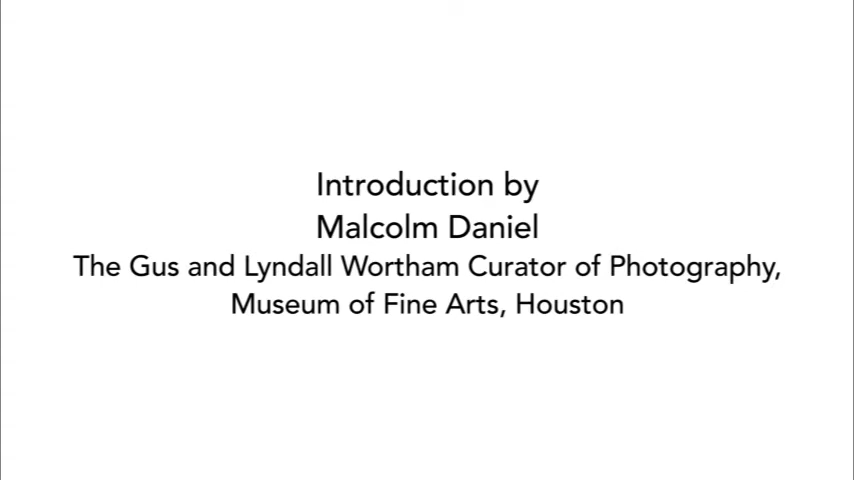 Introduction by
Malcolm Daniel
The Gus and Lyndall Wortham Curator of Photography,
Museum of Fine Arts, Houston